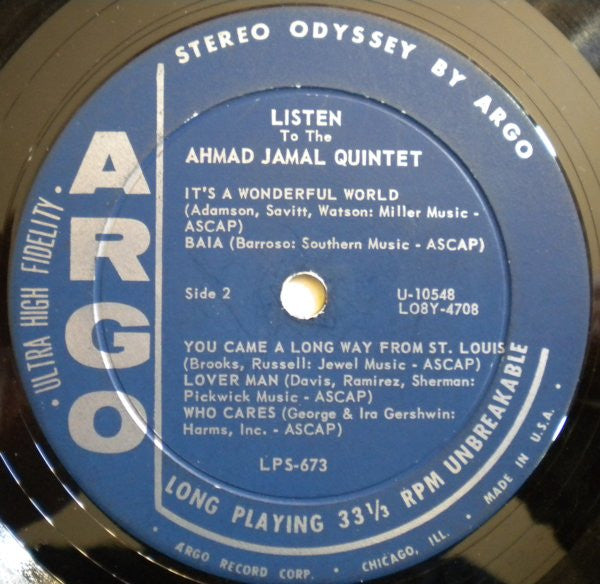 STEREO ODYSSEY BY ARGO
ARGO
· ULTRA HIGH FIDELITY ·
LISTEN
To The
AHMAD JAMAL QUINTET
IT'S A WONDERFUL WORLD
(Adamson, Savitt, Watson: Miller Music -
ASCAP)
BAIA (Barroso: Southern Music - ASCAP)
Side 2
U-10548
LO8Y-4708
YOU CAME A LONG WAY FROM ST. LOUIS
(Brooks, Russell: Jewel Music - ASCAP)
LOVER MAN (Davis, Ramirez, Sherman:
Pickwick Music - ASCAP)
WHO CARES (George & Ira Gershwin:
Harms, Inc. - ASCAP)
LPS-673
LONG PLAYING 33⅓ RPM UNBREAKABLE
· ARGO RECORD CORP. · CHICAGO, ILL. · MADE IN U.S.A. ·